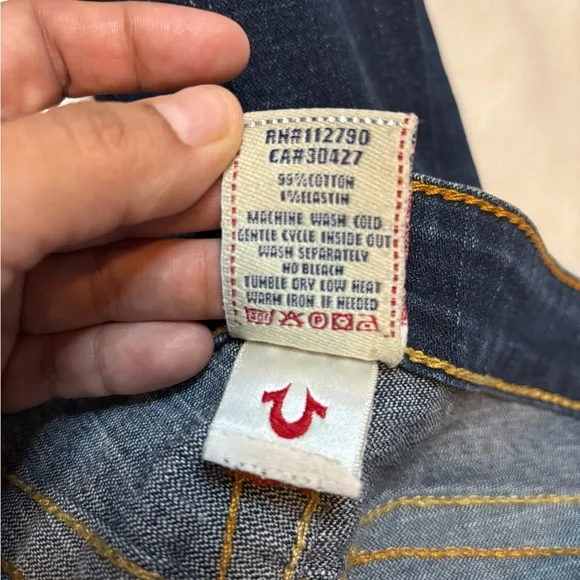 RN#112790
CA#30427
99%COTTON
1%ELASTIN
MACHINE WASH COLD
GENTLE CYCLE INSIDE OUT
WASH SEPARATELY
NO BLEACH
TUMBLE DRY LOW HEAT
WARM IRON IF NEEDED